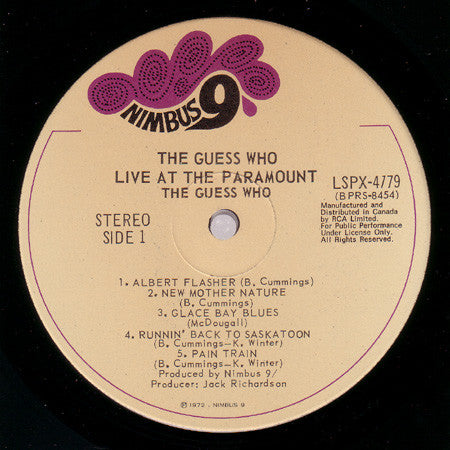 NIMBUS 9
THE GUESS WHO
LIVE AT THE PARAMOUNT
THE GUESS WHO
STEREO
SIDE 1
LSPX-4779
(BPRS-8454)
Manufactured and
Distributed in Canada
by RCA Limited.
For Public Performance
Under License Only.
All Rights Reserved.
1. ALBERT FLASHER (B. Cummings)
2. NEW MOTHER NATURE
(B. Cummings)
3. GLACE BAY BLUES
(McDougall)
4. RUNNIN' BACK TO SASKATOON
(B. Cummings-K. Winter)
5. PAIN TRAIN
(B. Cummings-K. Winter)
Produced by Nimbus 9/
Producer: Jack Richardson
℗ 1972 . NIMBUS 9